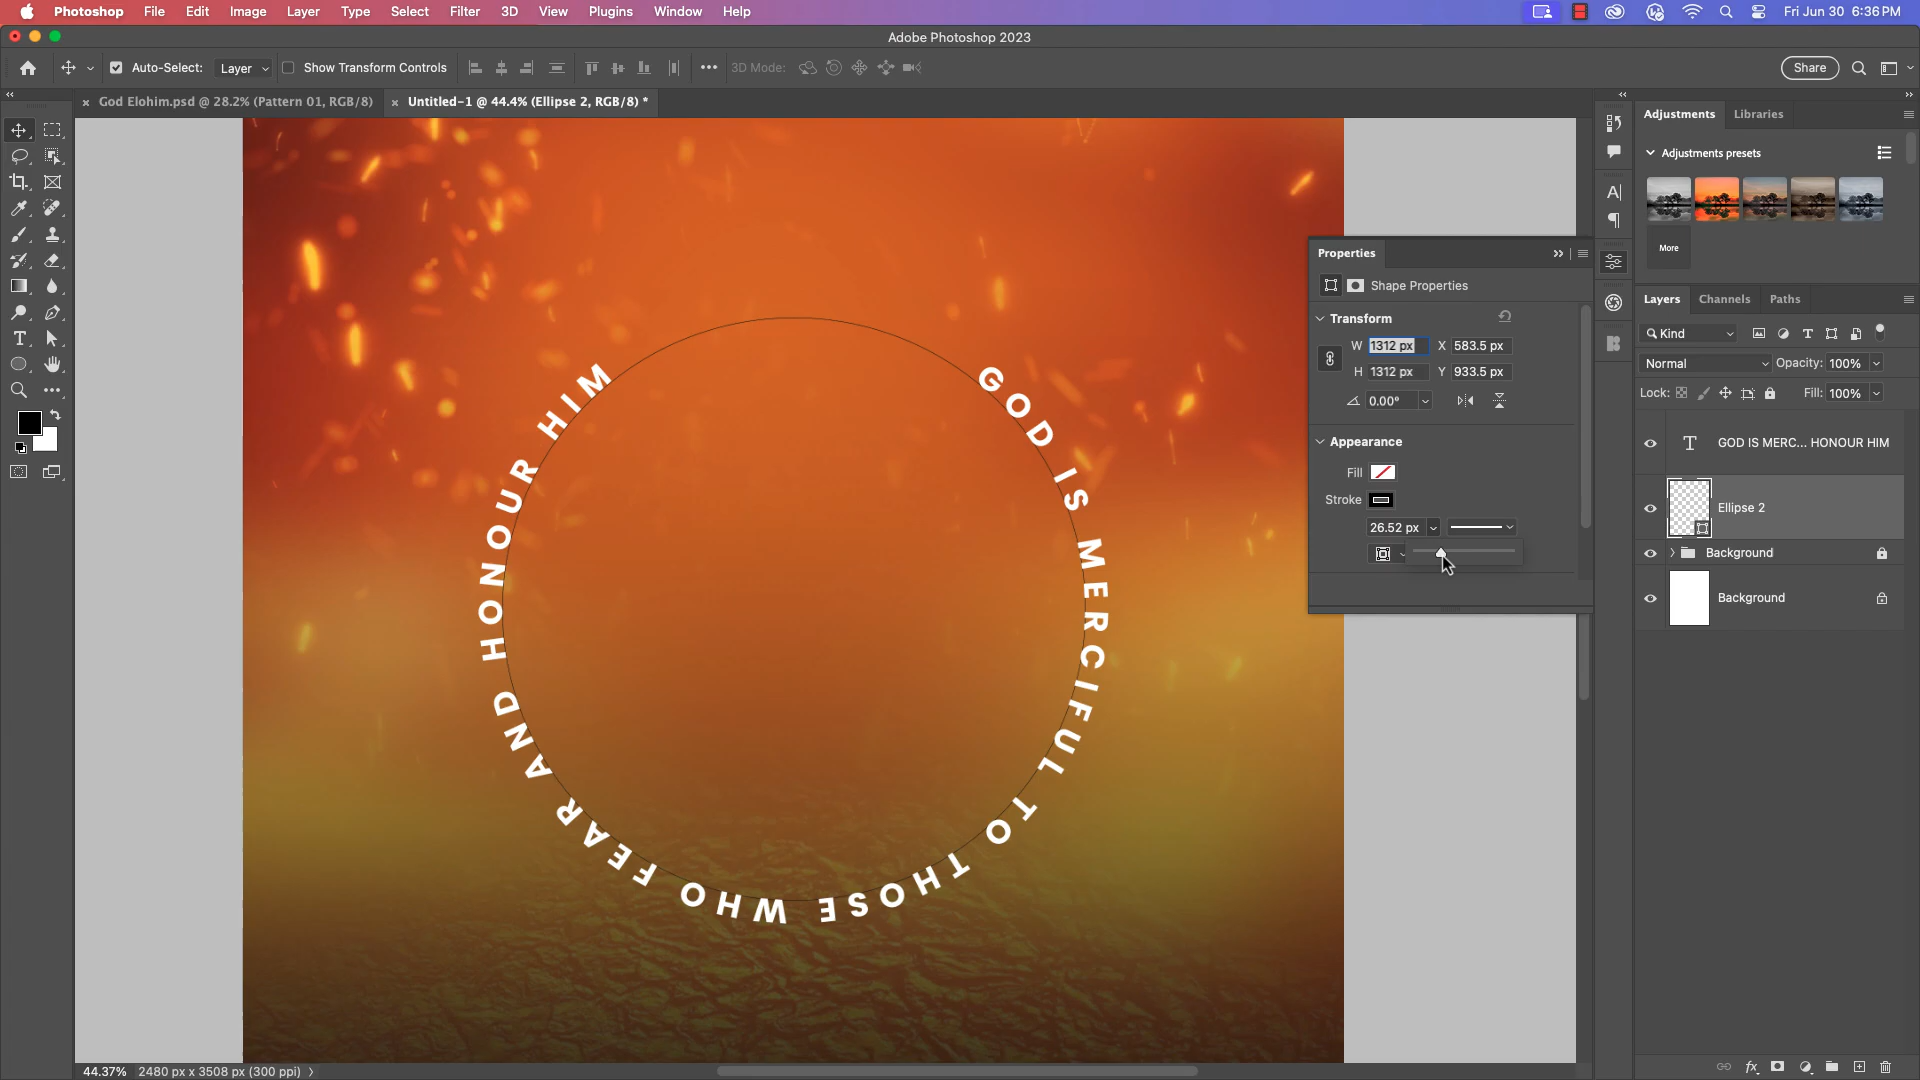 Photoshop File Edit Image Layer Type Select Filter 3D View Plugins Window Help Fri Jun 30 6:36 PM
Adobe Photoshop 2023
Auto-Select: Layer Show Transform Controls 3D Mode: Share
God Elohim.psd @ 28.2% (Pattern 01, RGB/8) Untitled-1 @ 44.4% (Ellipse 2, RGB/8) *
Adjustments Libraries
Adjustments presets
More
Properties
Shape Properties
Transform
W 1312 px X 583.5 px
H 1312 px Y 933.5 px
0.00°
Appearance
Fill
Stroke
26.52 px
Layers Channels Paths
Kind
Normal Opacity: 100%
Lock: Fill: 100%
GOD IS MERC... HONOUR HIM
Ellipse 2
Background
Background
GOD IS MERCIFUL TO THOSE WHO FEAR AND HONOUR HIM
44.37% 2480 px x 3508 px (300 ppi)